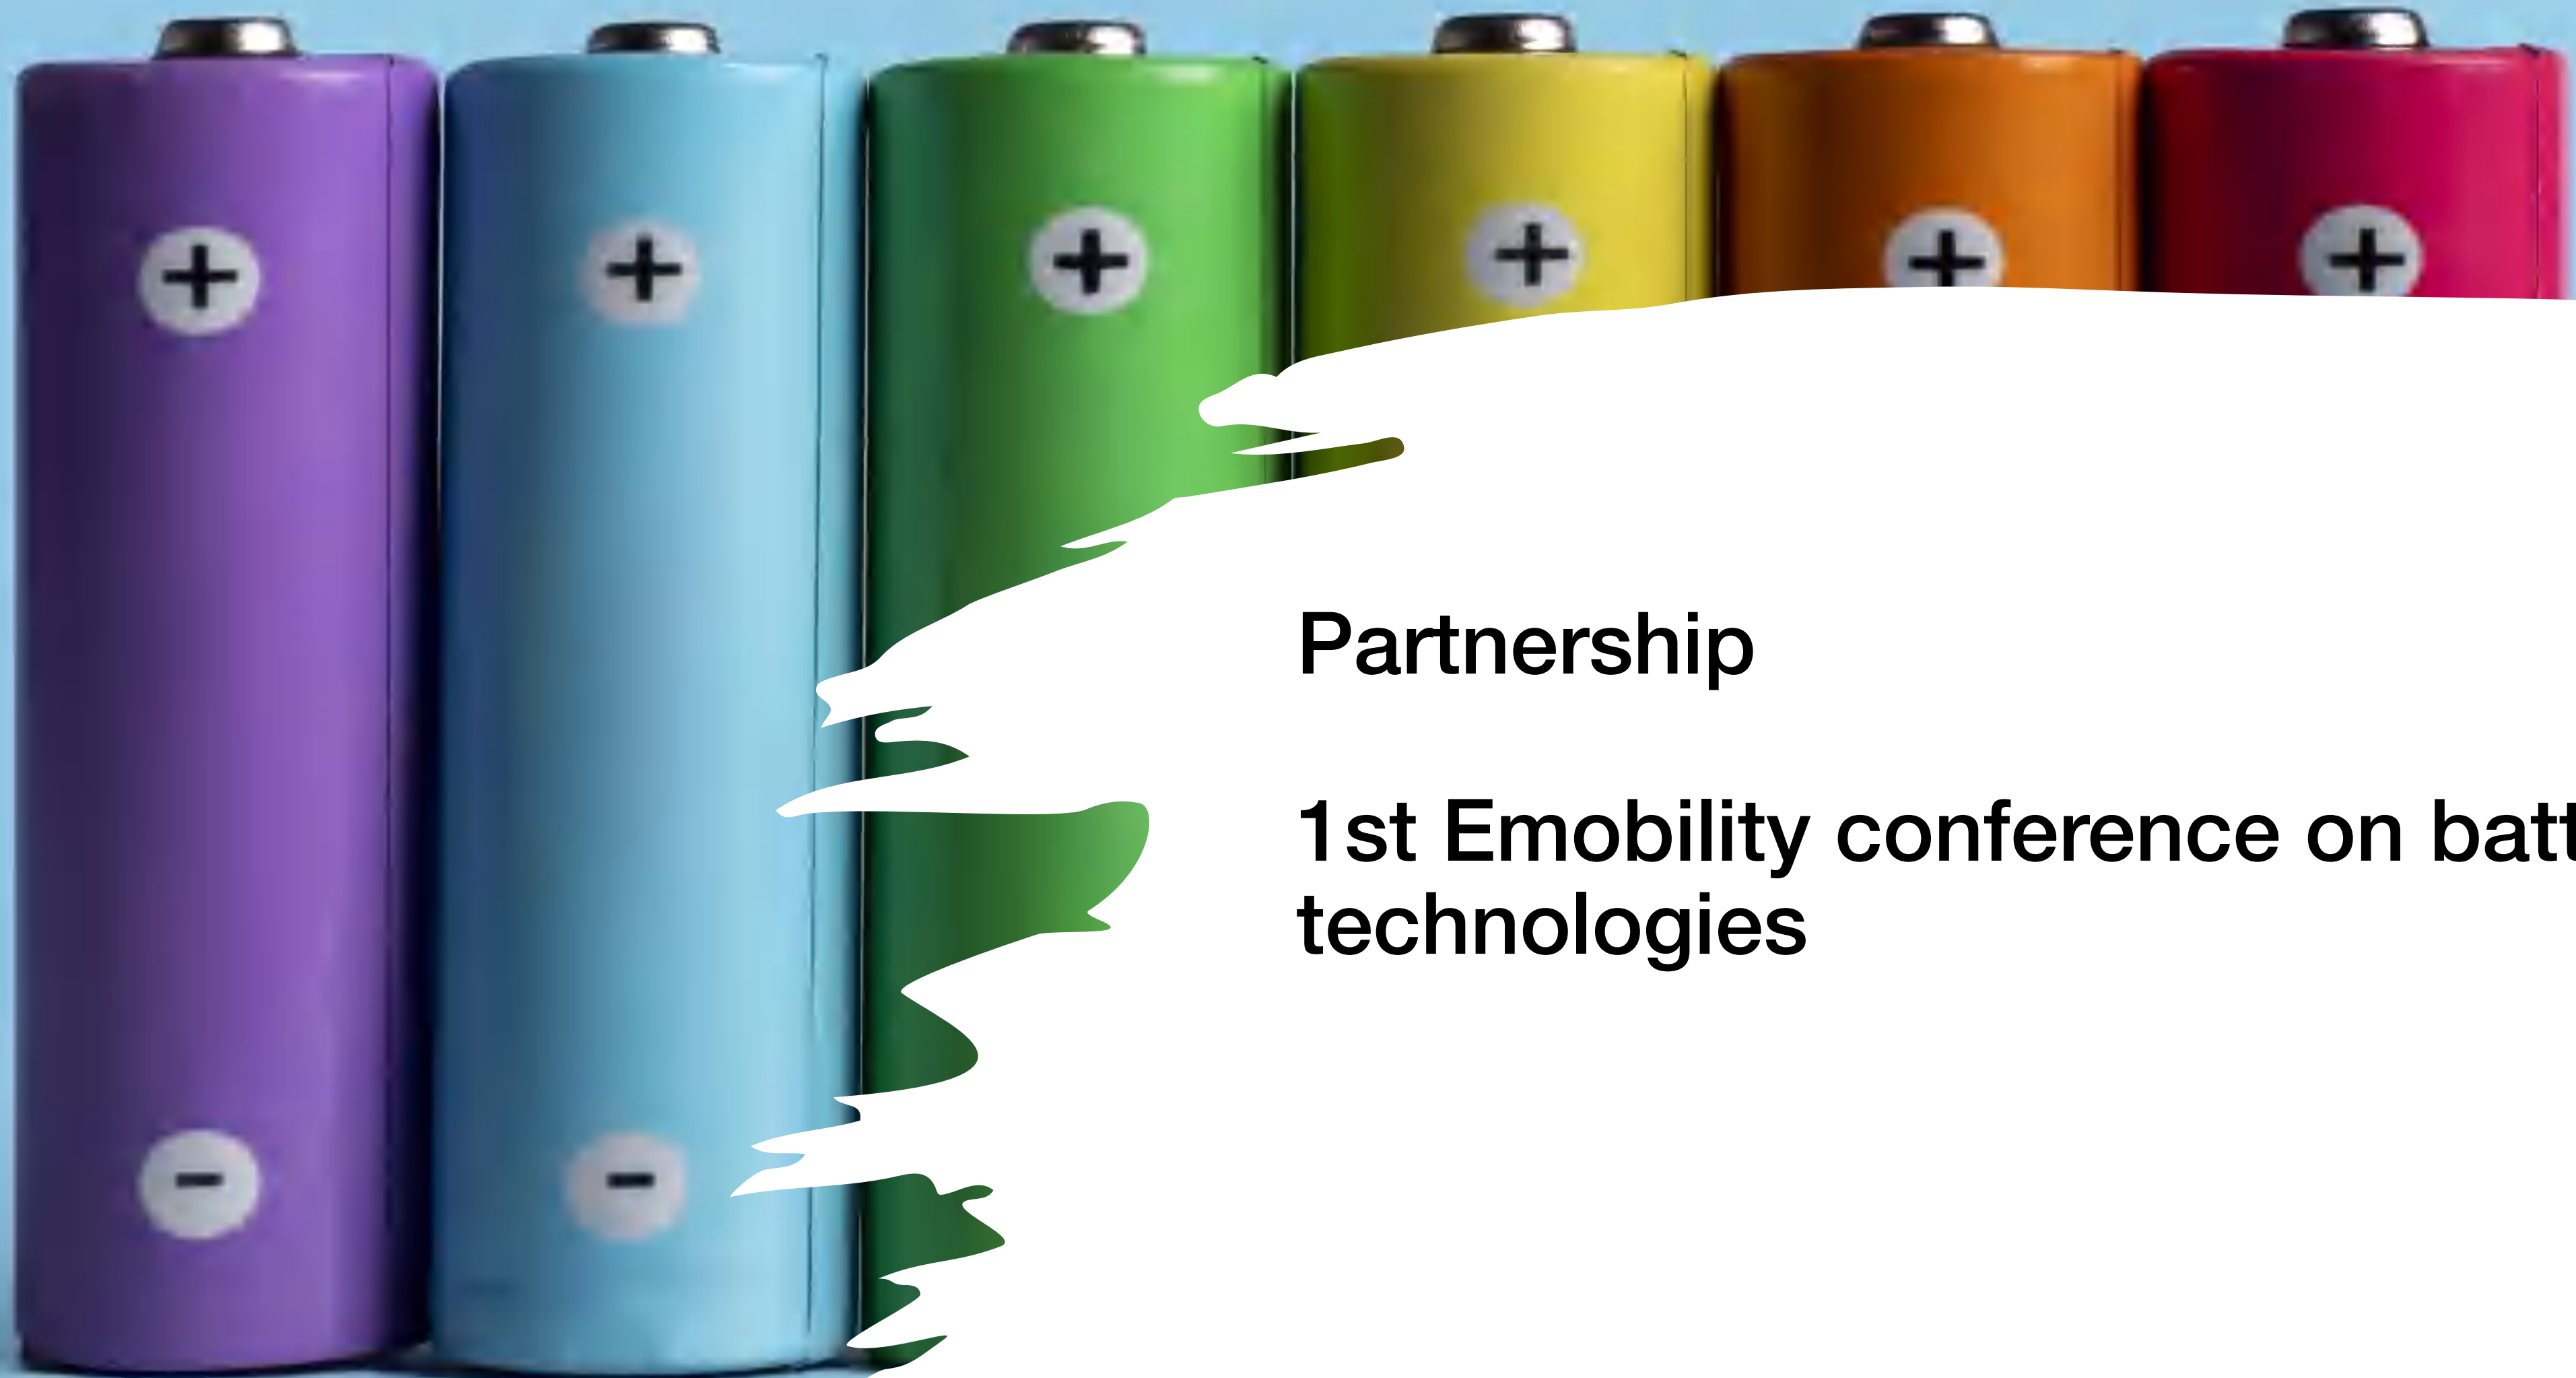 + + + + + +
Partnership
1st Emobility conference on batt
technologies
- -